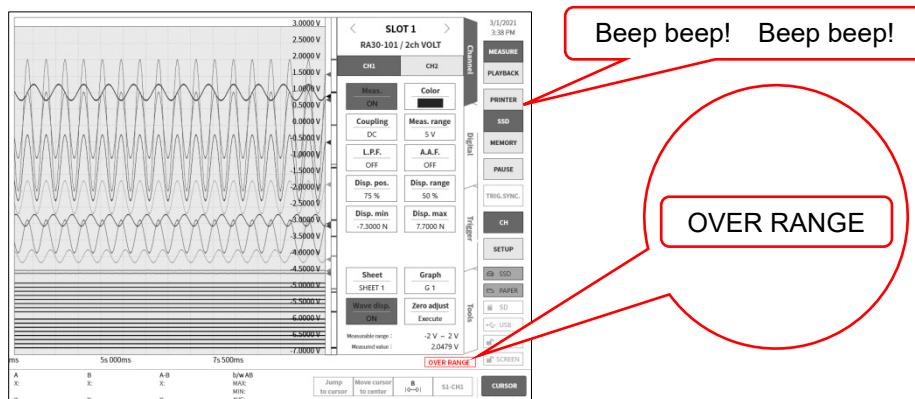 Beep beep! Beep beep!
OVER RANGE
3.0000 V
2.5000 V
2.0000 V
1.5000 V
1.0000 V
0.5000 V
0.0000 V
-0.5000 V
-1.0000 V
-1.5000 V
-2.0000 V
-2.5000 V
-3.0000 V
-3.5000 V
-4.0000 V
-4.5000 V
-5.0000 V
-5.5000 V
-6.0000 V
-6.5000 V
-7.0000 V
ms 5s 000ms 7s 500ms
SLOT 1
RA30-101 / 2ch VOLT
CH1 CH2
Meas. Color
ON
Coupling Meas. range
DC 5 V
L.P.F. A.A.F.
OFF OFF
Disp. pos. Disp. range
75 % 50 %
Disp. min Disp. max
-7.3000 N 7.7000 N
Sheet Graph
SHEET 1 G 1
Wave disp. Zero adjust
ON Execute
Measurable range : -2 V ~ 2 V
Measured value : 2.0479 V
OVER RANGE
Channel
Digital
Trigger
Tools
3/1/2021
3:38 PM
MEASURE
PLAYBACK
PRINTER
SSD
MEMORY
PAUSE
TRIG.SYNC.
CH
SETUP
SSD
PAPER
SD
USB
SCREEN
A B A-B b/w AB
X: X: X: MAX:
MIN:
Jump to cursor
Move cursor to center
B
S1-CH1
CURSOR